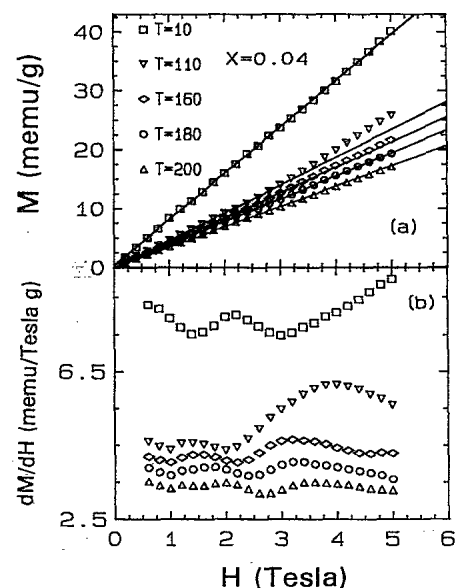 40
30
20
10
0
M (memu/g)
T=10
T=110
T=160
T=180
T=200
X=0.04
(a)
(b)
6.5
2.5
dM/dH (memu/Tesla g)
0 1 2 3 4 5 6
H (Tesla)